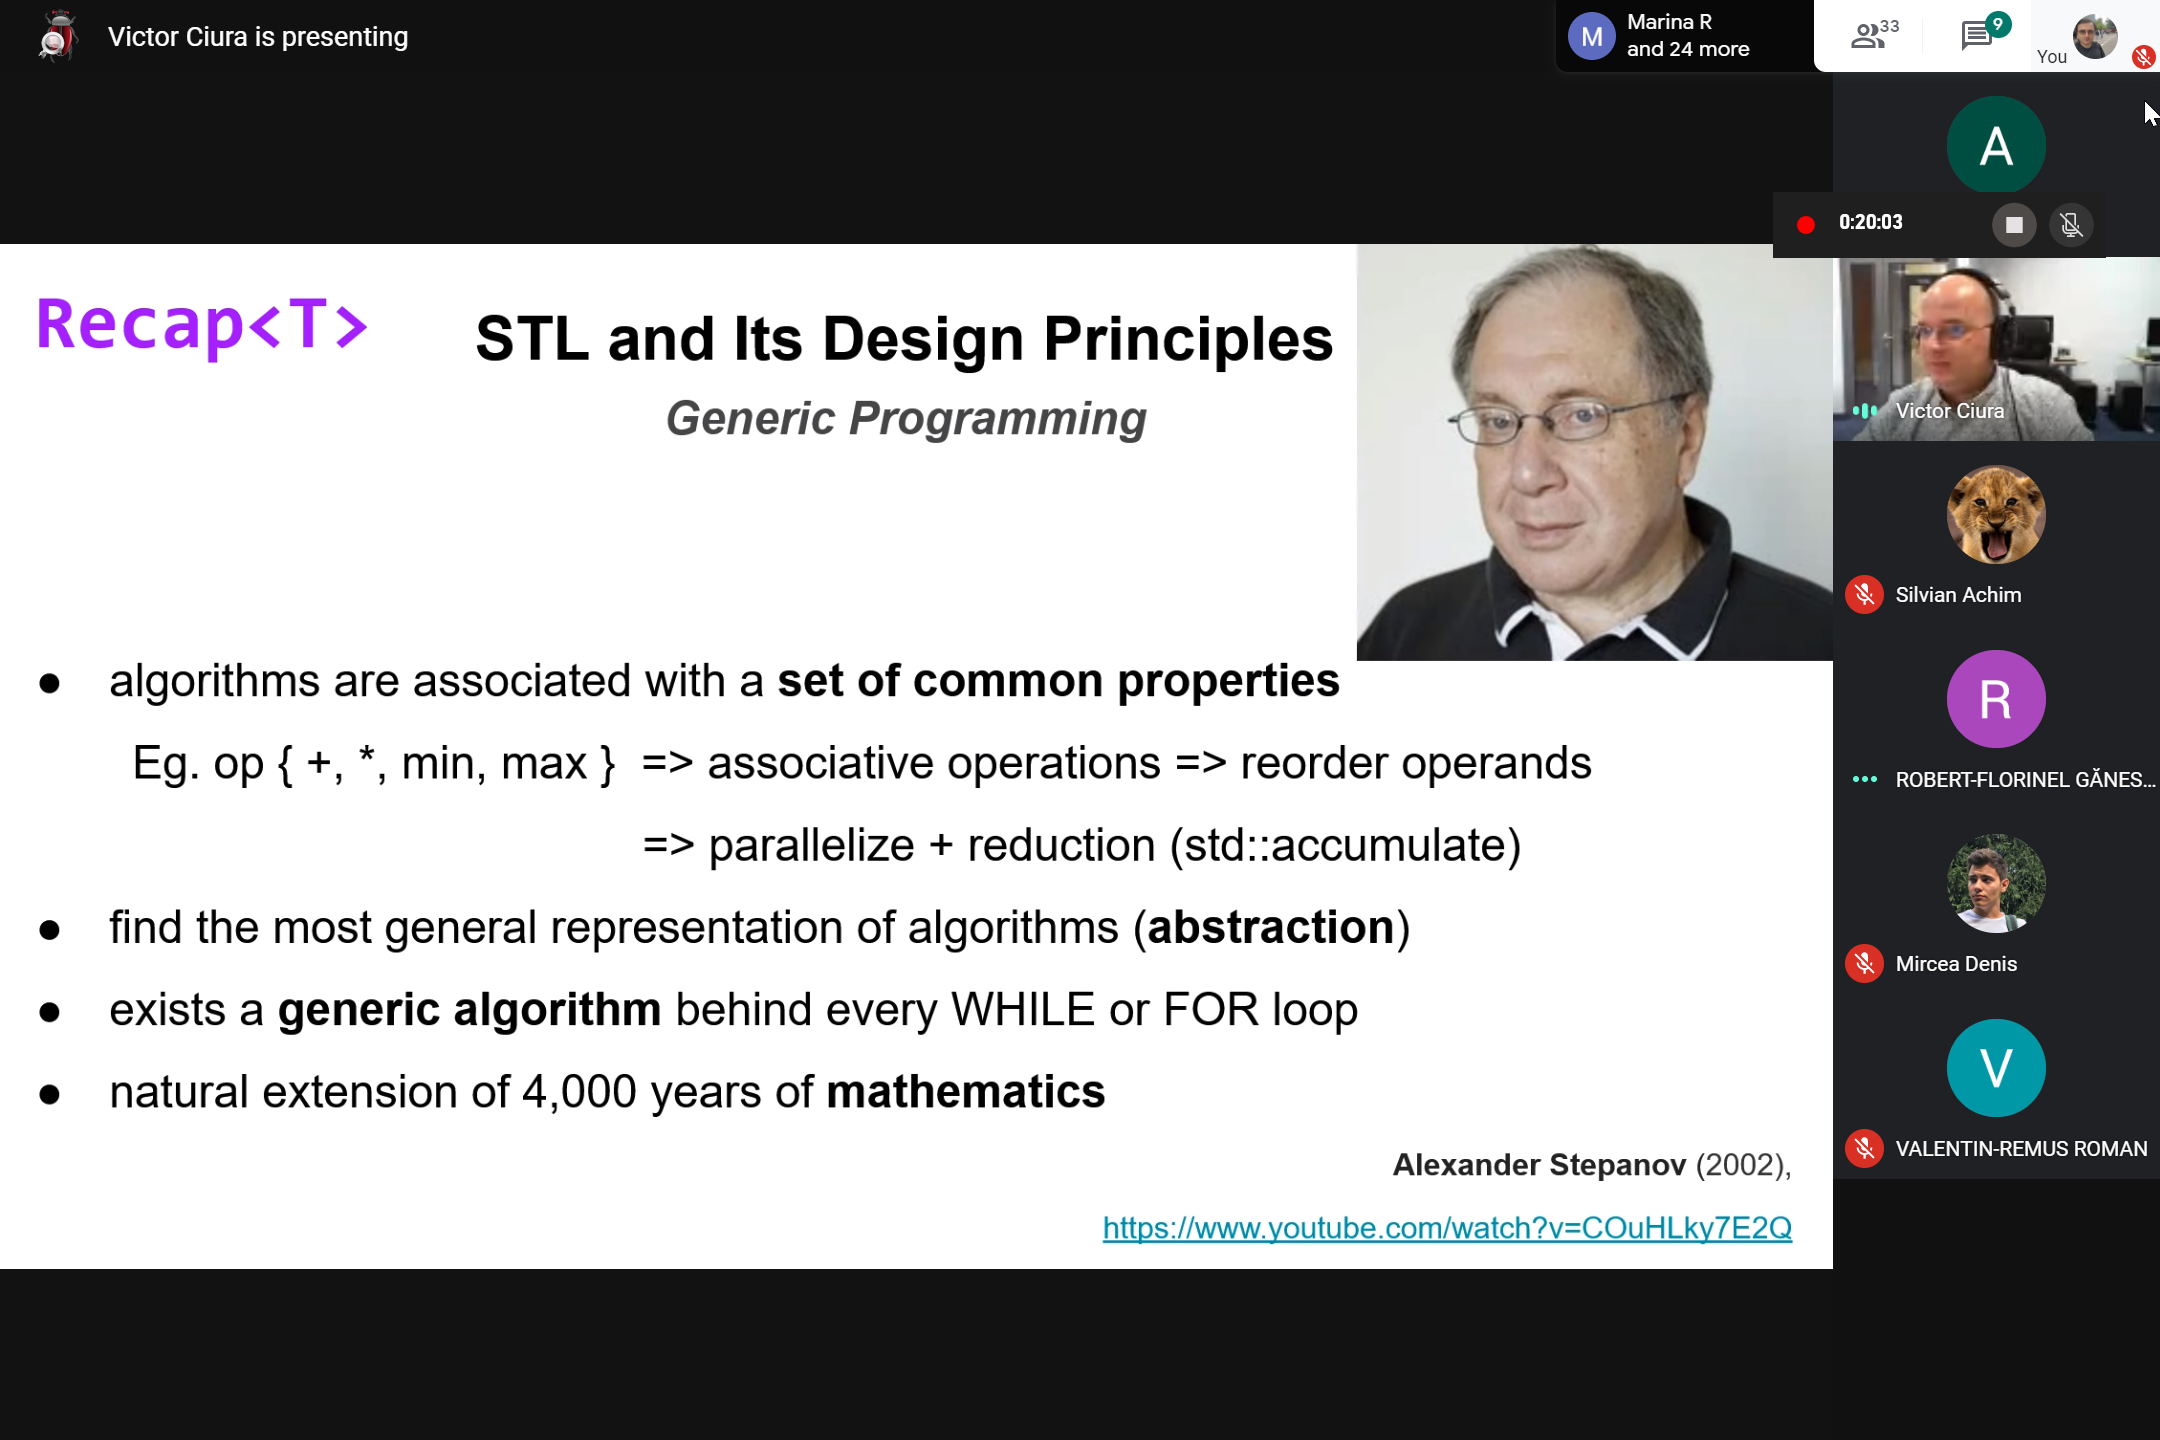 Victor Ciura is presenting
M
Marina R
and 24 more
33
9
You
A
0:20:03
Recap<T>
STL and Its Design Principles
Generic Programming
Victor Ciura
Silvian Achim
● algorithms are associated with a set of common properties
Eg. op { +, *, min, max } => associative operations => reorder operands
=> parallelize + reduction (std::accumulate)
● find the most general representation of algorithms (abstraction)
● exists a generic algorithm behind every WHILE or FOR loop
● natural extension of 4,000 years of mathematics
Alexander Stepanov (2002),
https://www.youtube.com/watch?v=COuHLky7E2Q
R
ROBERT-FLORINEL GĂNES...
Mircea Denis
V
VALENTIN-REMUS ROMAN